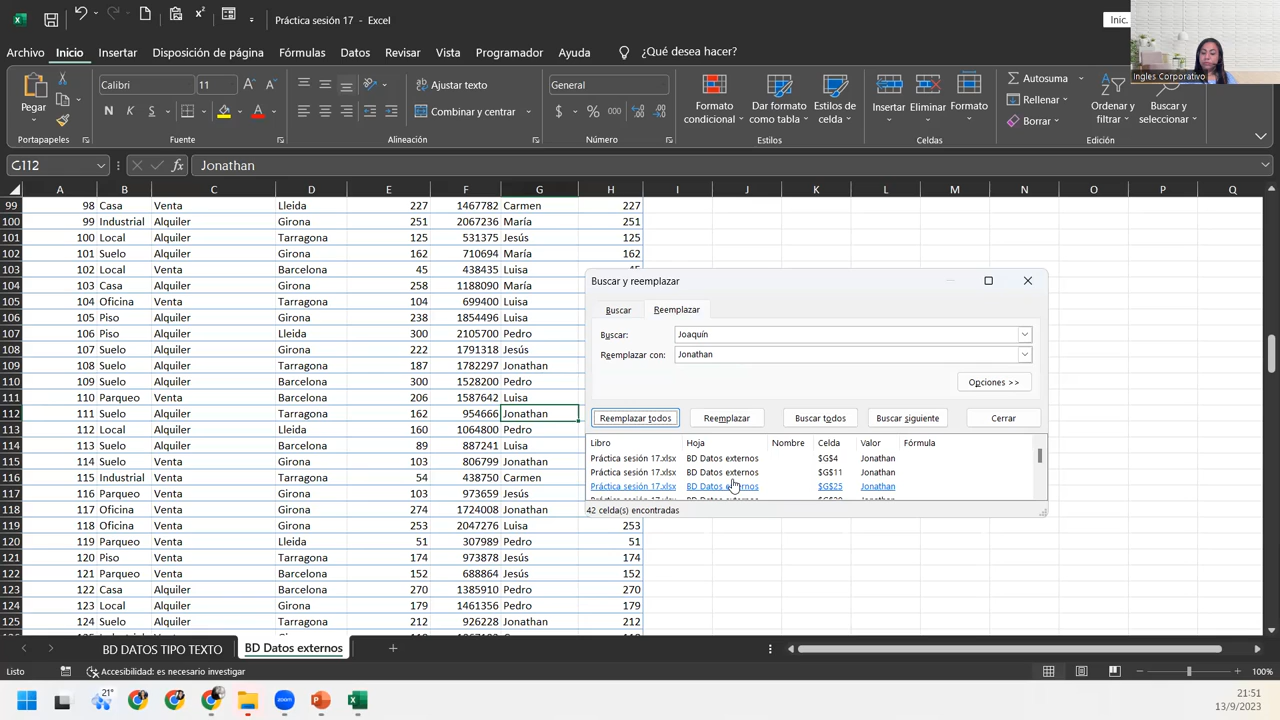 Práctica sesión 17 - Excel
Inic.
Archivo Inicio Insertar Disposición de página Fórmulas Datos Revisar Vista Programador Ayuda ¿Qué desea hacer?
Ingles Corporativo
Pegar
Calibri 11
N K S
Ajustar texto
Combinar y centrar
General
$ % 000
Formato condicional
Dar formato como tabla
Estilos de celda
Insertar
Eliminar
Formato
Autosuma
Rellenar
Borrar
Ordenar y filtrar
Buscar y seleccionar
Portapapeles Fuente Alineación Número Estilos Celdas Edición
G112 fx Jonathan
A B C D E F G H I J K L M N O P Q
99 98 Casa Venta Lleida 227 1467782 Carmen 227
100 99 Industrial Alquiler Girona 251 2067236 María 251
101 100 Local Alquiler Tarragona 125 531375 Jesús 125
102 101 Suelo Alquiler Girona 162 710694 María 162
103 102 Local Venta Barcelona 45 438435 Luisa
104 103 Casa Alquiler Girona 258 1188090 María
105 104 Oficina Venta Tarragona 104 699400 Luisa
106 105 Piso Alquiler Girona 238 1854496 Luisa
107 106 Piso Alquiler Lleida 300 2105700 Pedro
108 107 Suelo Alquiler Girona 222 1791318 Jesús
109 108 Suelo Alquiler Tarragona 187 1782297 Jonathan
110 109 Suelo Alquiler Barcelona 300 1528200 Pedro
111 110 Parqueo Venta Barcelona 206 1587642 Luisa
112 111 Suelo Alquiler Tarragona 162 954666 Jonathan
113 112 Local Alquiler Lleida 160 1064800 Pedro
114 113 Suelo Alquiler Barcelona 89 887241 Luisa
115 114 Suelo Venta Girona 103 806799 Jonathan
116 115 Industrial Alquiler Tarragona 54 438750 Carmen
117 116 Parqueo Venta Girona 103 973659 Jesús
118 117 Oficina Venta Girona 274 1724008 Jonathan
119 118 Oficina Venta Girona 253 2047276 Luisa 253
120 119 Parqueo Venta Lleida 51 307989 Pedro 51
121 120 Piso Venta Tarragona 174 973878 Jesús 174
122 121 Parqueo Venta Barcelona 152 688864 Jesús 152
123 122 Casa Alquiler Barcelona 270 1385910 Pedro 270
124 123 Local Alquiler Girona 179 1461356 Pedro 179
125 124 Suelo Alquiler Tarragona 212 926228 Jonathan 212
Buscar y reemplazar
Buscar Reemplazar
Buscar: Joaquín
Reemplazar con: Jonathan
Opciones >>
Reemplazar todos Reemplazar Buscar todos Buscar siguiente Cerrar
Libro Hoja Nombre Celda Valor Fórmula
Práctica sesión 17.xlsx BD Datos externos $G$4 Jonathan
Práctica sesión 17.xlsx BD Datos externos $G$11 Jonathan
Práctica sesión 17.xlsx BD Datos externos $G$25 Jonathan
42 celda(s) encontradas
BD DATOS TIPO TEXTO BD Datos externos
Listo Accesibilidad: es necesario investigar 100%
21°
zoom
21:51
13/9/2023